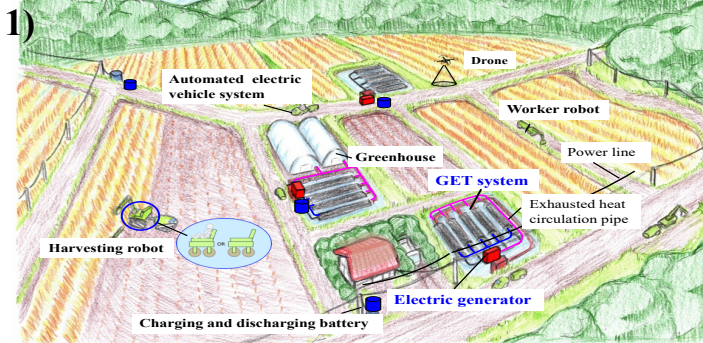 1)
Drone
Automated electric
vehicle system
Worker robot
Greenhouse
Power line
GET system
Exhausted heat
circulation pipe
Harvesting robot
OR
Electric generator
Charging and discharging battery